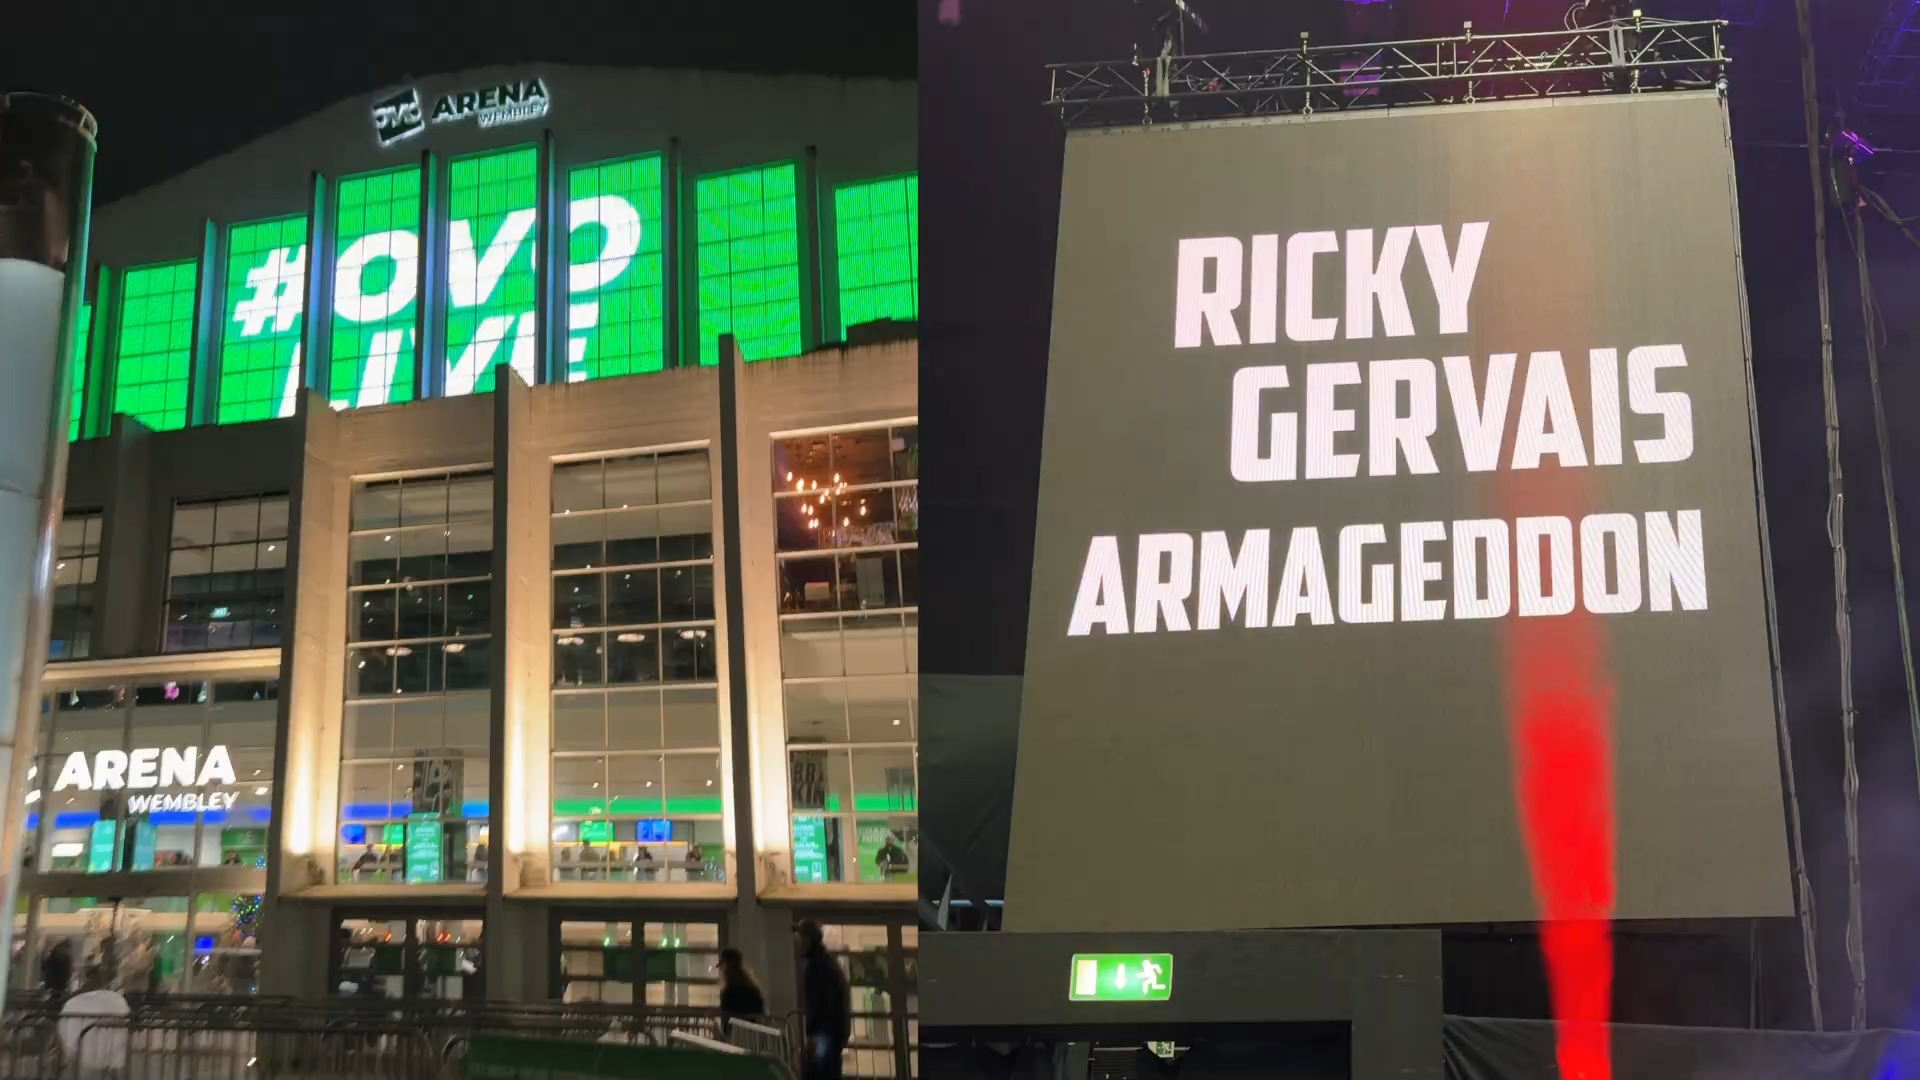 OVO ARENA
WEMBLEY
#OVO
LIVE
ARENA
WEMBLEY
RICKY
GERVAIS
ARMAGEDDON